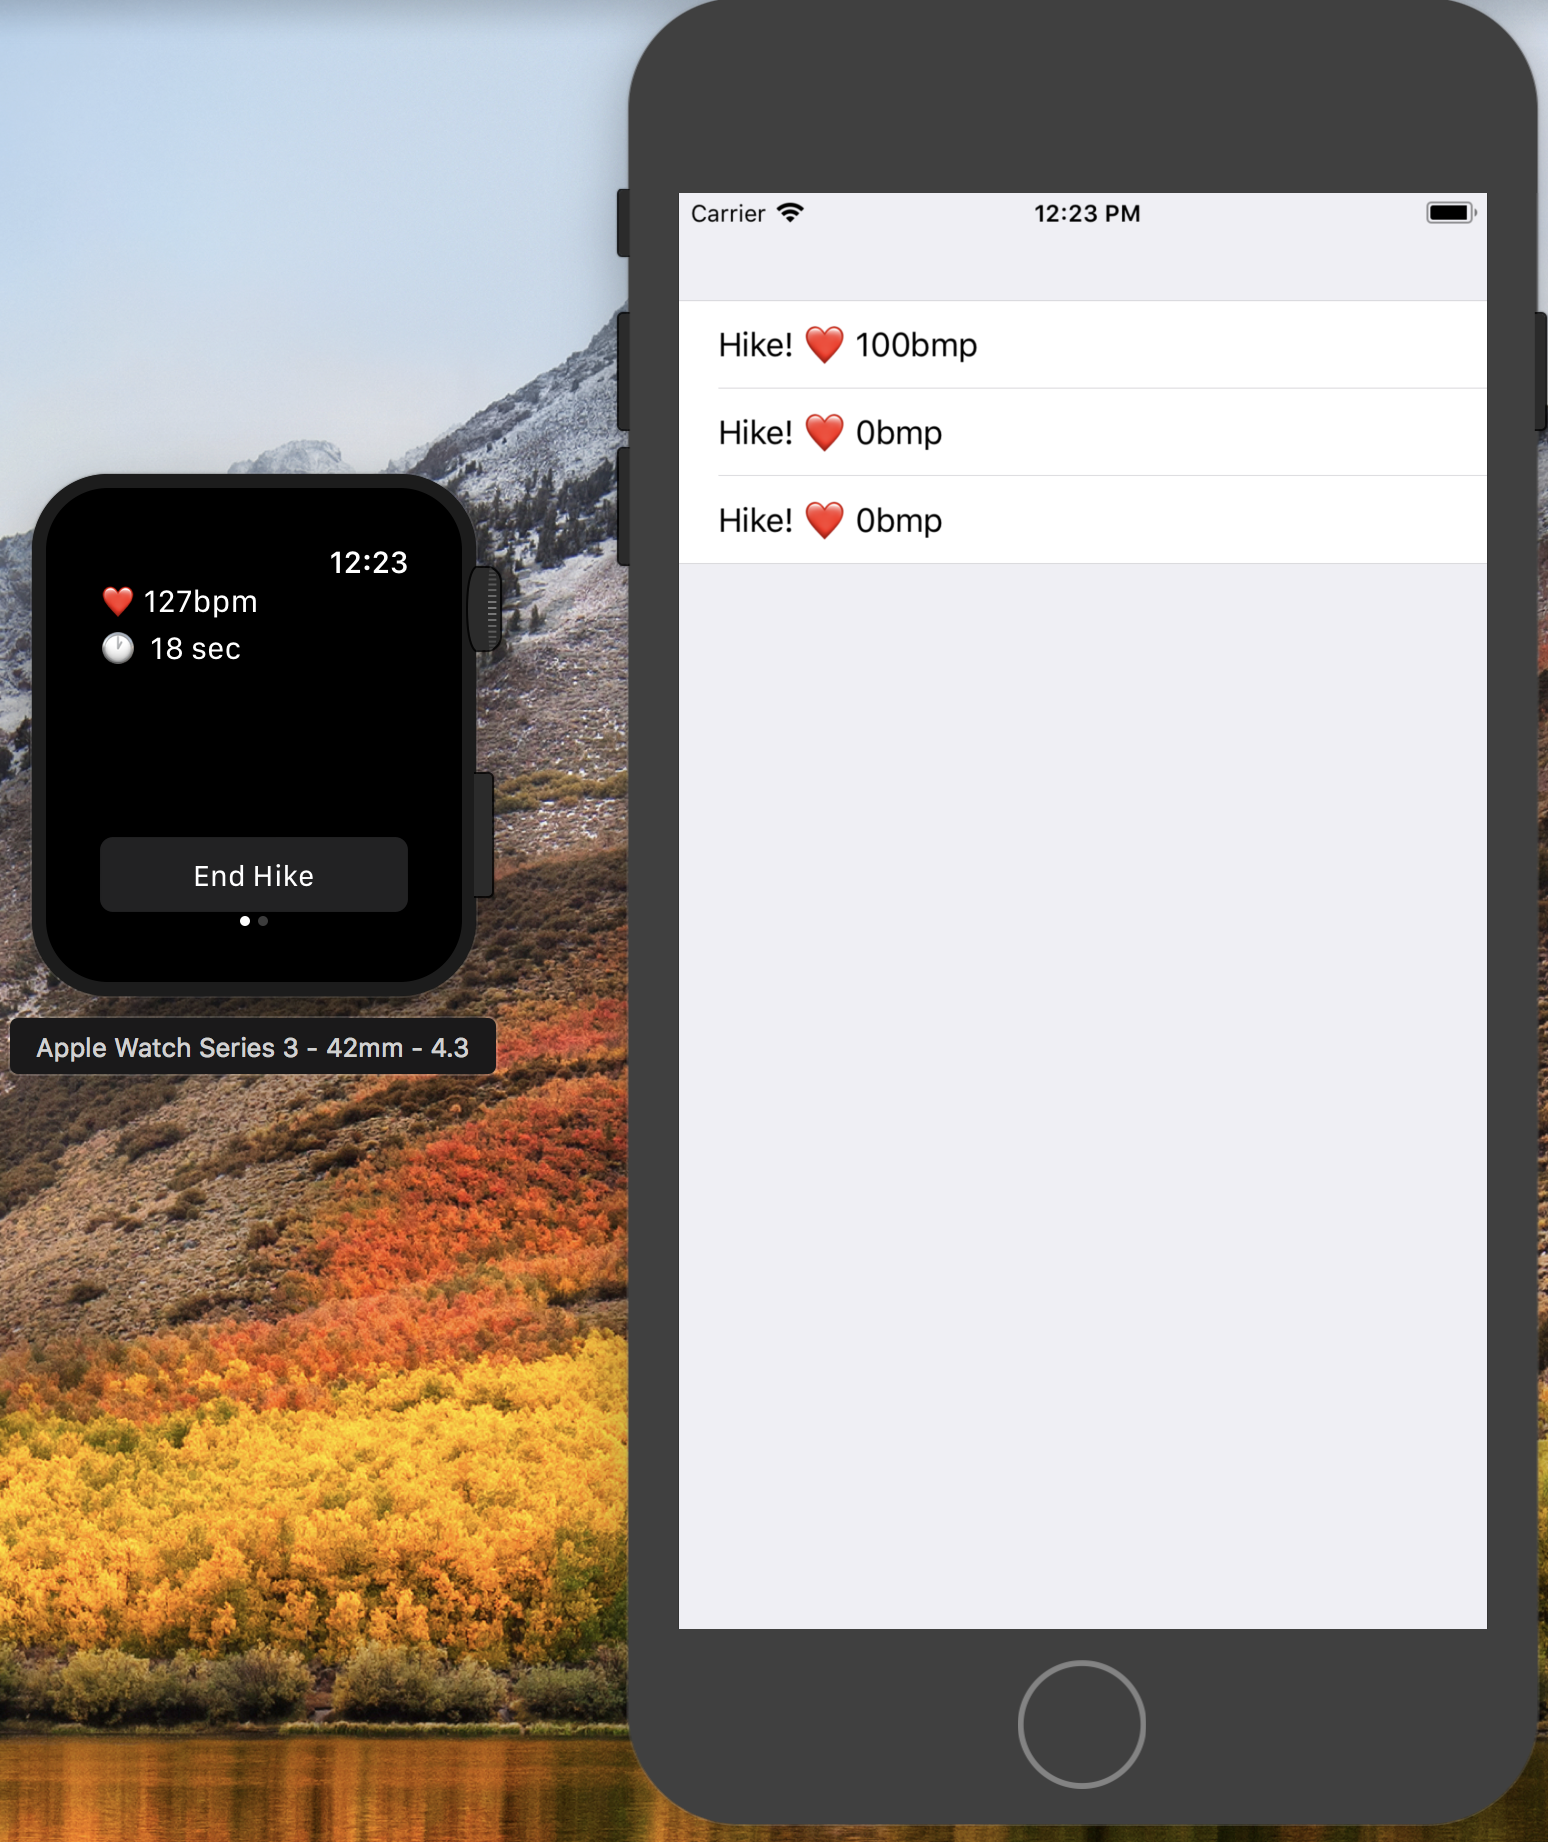 12:23
❤️ 127bpm
🕐 18 sec
End Hike
Apple Watch Series 3 - 42mm - 4.3
Carrier 12:23 PM
Hike! ❤️ 100bmp
Hike! ❤️ 0bmp
Hike! ❤️ 0bmp